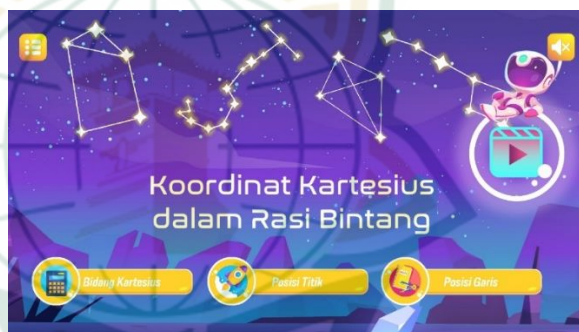 Koordinat Kartesius
dalam Rasi Bintang
Bidang Kartesius
Posisi Titik
Posisi Garis